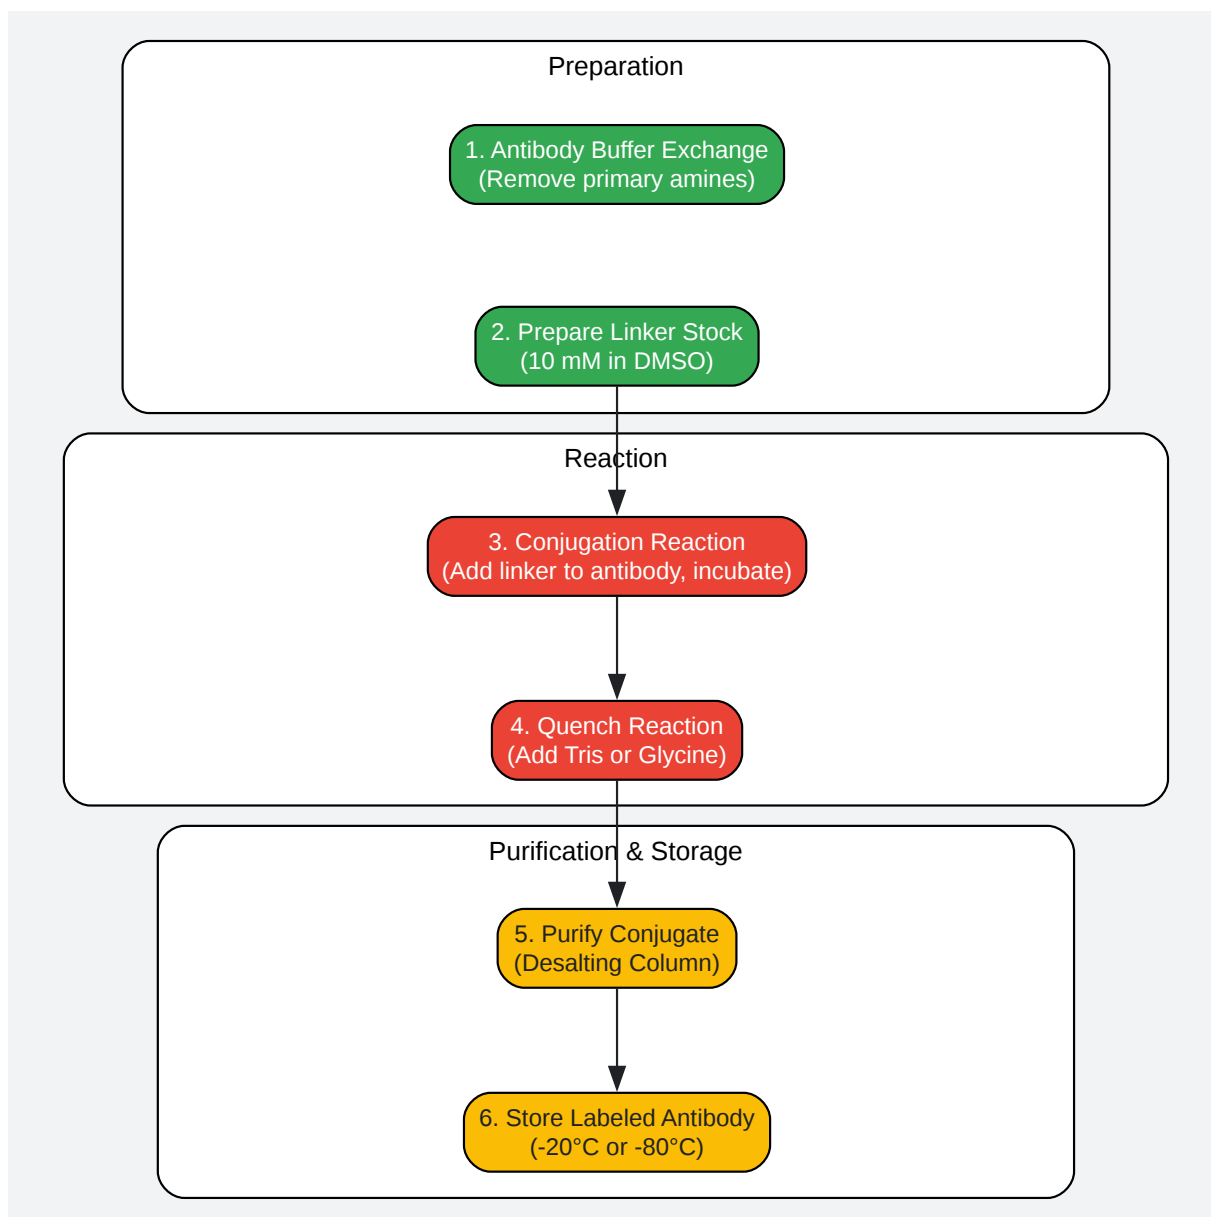 Preparation
1. Antibody Buffer Exchange
(Remove primary amines)
2. Prepare Linker Stock
(10 mM in DMSO)
Reaction
3. Conjugation Reaction
(Add linker to antibody, incubate)
4. Quench Reaction
(Add Tris or Glycine)
Purification & Storage
5. Purify Conjugate
(Desalting Column)
6. Store Labeled Antibody
(-20°C or -80°C)